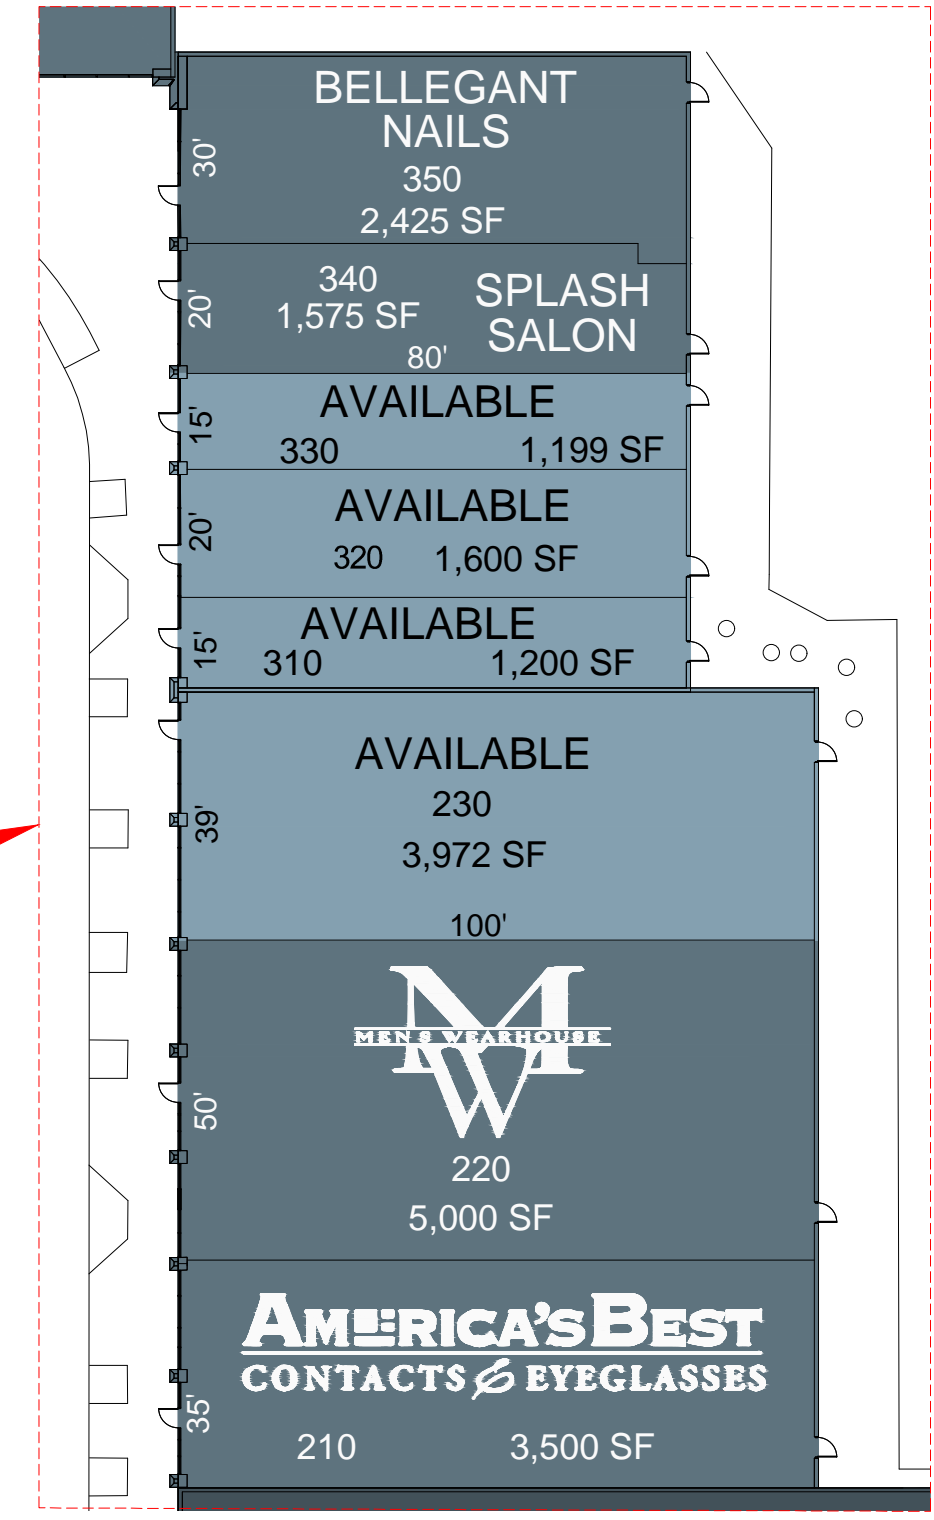 BELLEGANT
NAILS
30'
350
2,425 SF
340
1,575 SF
SPLASH
SALON
20'
80'
AVAILABLE
15'
330 1,199 SF
AVAILABLE
20'
320 1,600 SF
AVAILABLE
15'
310 1,200 SF
AVAILABLE
230
39'
3,972 SF
100'
M
MEN'S WEARHOUSE
W
50'
220
5,000 SF
AMERICA'S BEST
CONTACTS & EYEGLASSES
35'
210 3,500 SF